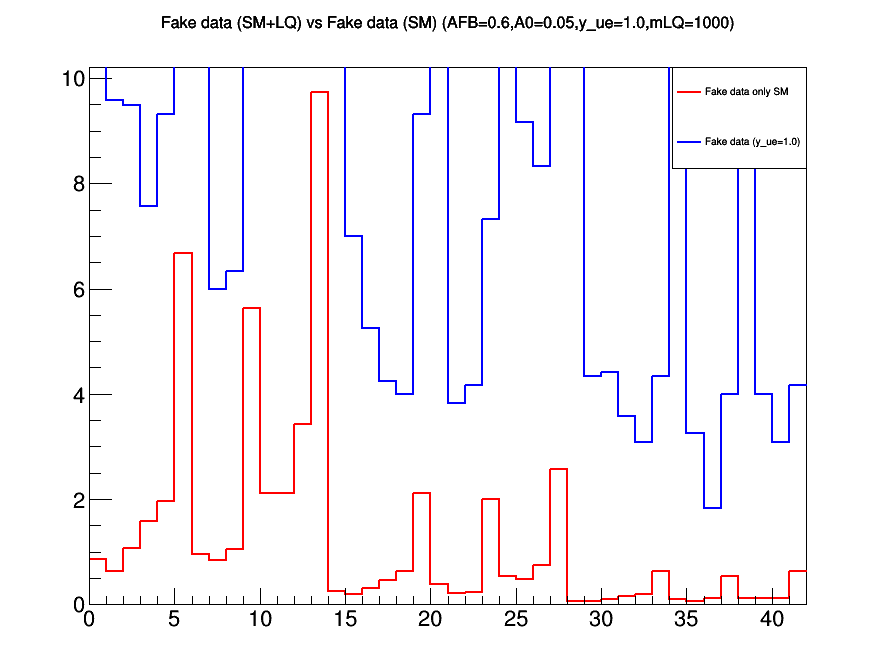 Fake data (SM+LQ) vs Fake data (SM) (AFB=0.6,A0=0.05,y_ue=1.0,mLQ=1000)
10
Fake data only SM
Fake data (y_ue=1.0)
8
6
4
2
0
0 5 10 15 20 25 30 35 40